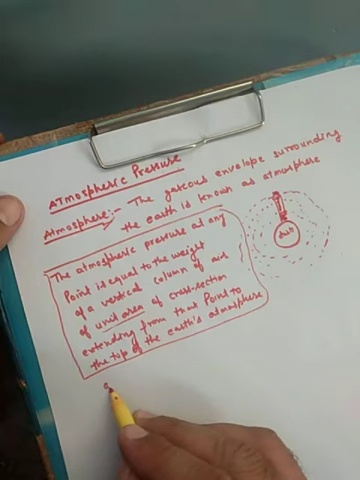 ATMOSPHERIC PRESSURE
Atmosphere:- The gaseous envelope surrounding
the earth is known as atmosphere
The atmospheric pressure at any
Point is equal to the weight
of a vertical column of air
of unit area of cross-section
extending from that Point to
the top of the earth's atmosphere